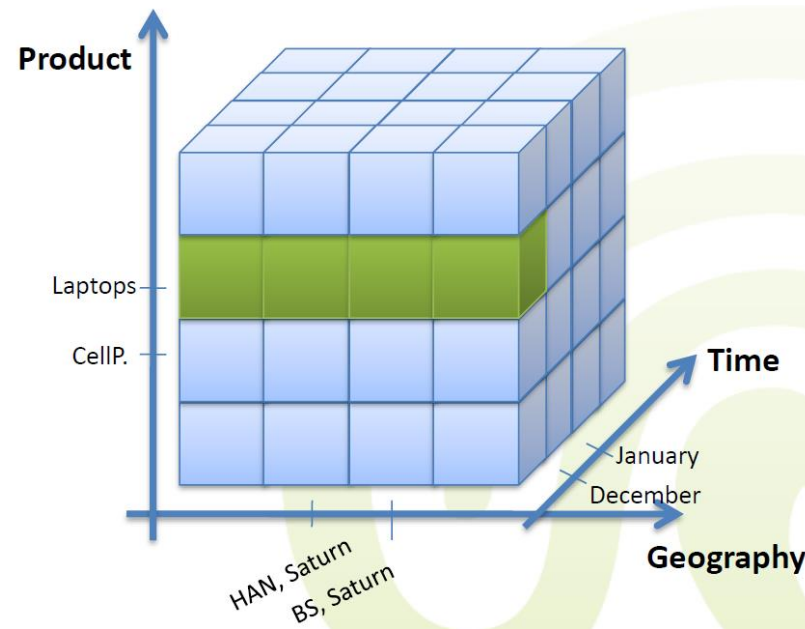 Product
Laptops
CellP.
Time
January
December
HAN, Saturn
BS, Saturn
Geography